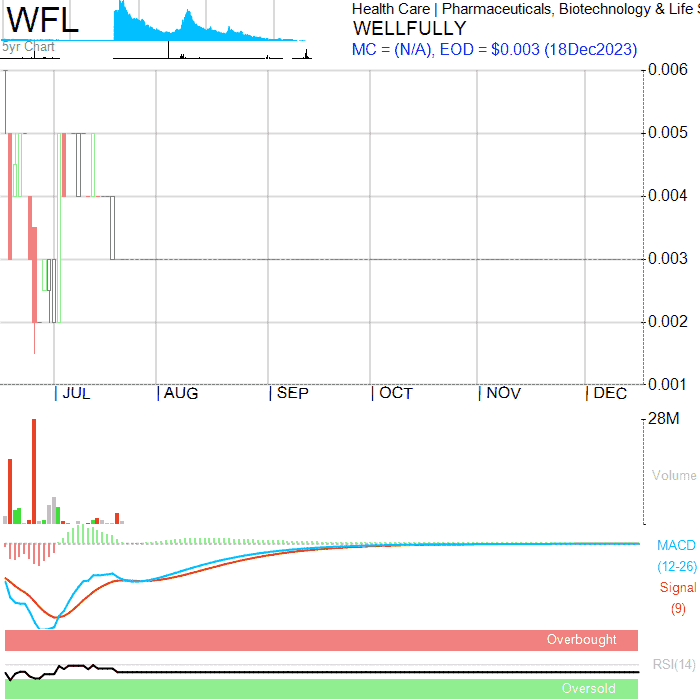 WFL
5yr Chart
Health Care | Pharmaceuticals, Biotechnology & Life S
WELLFULLY
MC = (N/A), EOD = $0.003 (18Dec2023)
0.006
0.005
0.004
0.003
0.002
0.001
| JUL | AUG | SEP | OCT | NOV | DEC
28M
Volume
MACD
(12-26)
Signal
(9)
Overbought
RSI(14)
Oversold